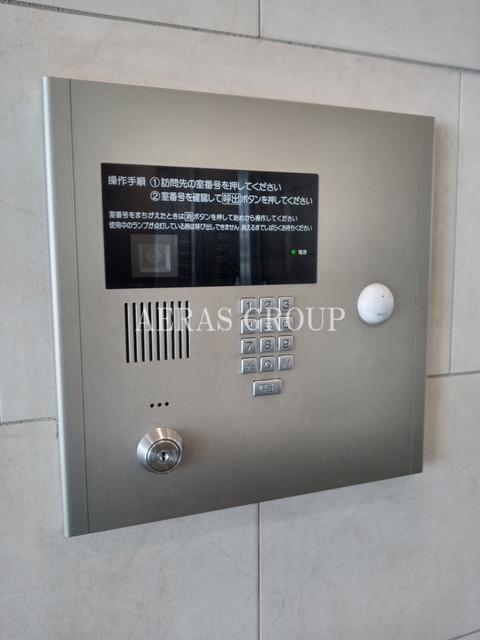 操作手順 ①訪問先の室番号を押してください
②室番号を確認して呼出ボタンを押してください
室番号をまちがえたときは消ボタンを押して始めから操作してください
使用中のランプが点灯している時は呼び出しできません 消えるまでしばらくお待ちください
電源
AERAS GROUP
1 2 3
4 5 6
7 8 9
0
呼出